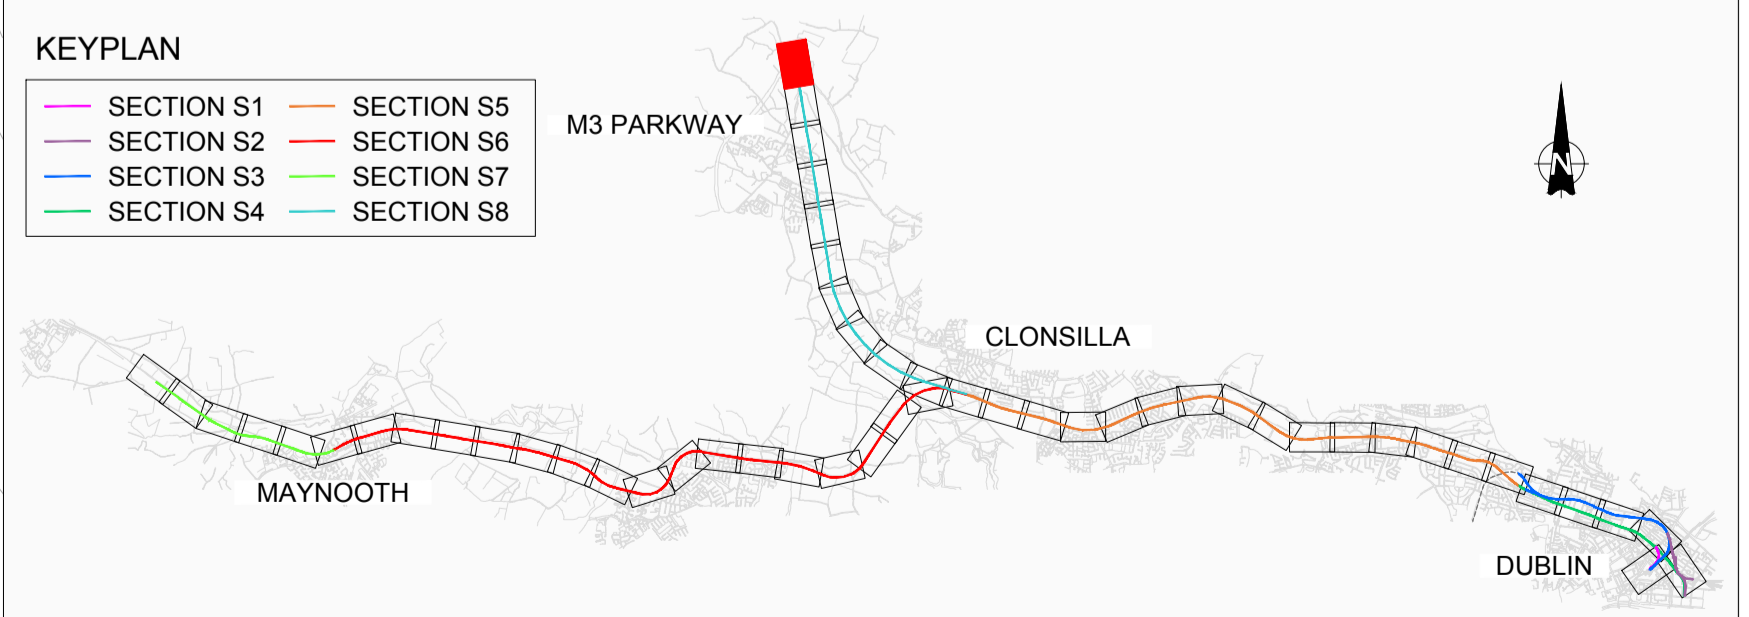 KEYPLAN
SECTION S1 SECTION S5
SECTION S2 SECTION S6
SECTION S3 SECTION S7
SECTION S4 SECTION S8
M3 PARKWAY
N
CLONSILLA
MAYNOOTH
DUBLIN